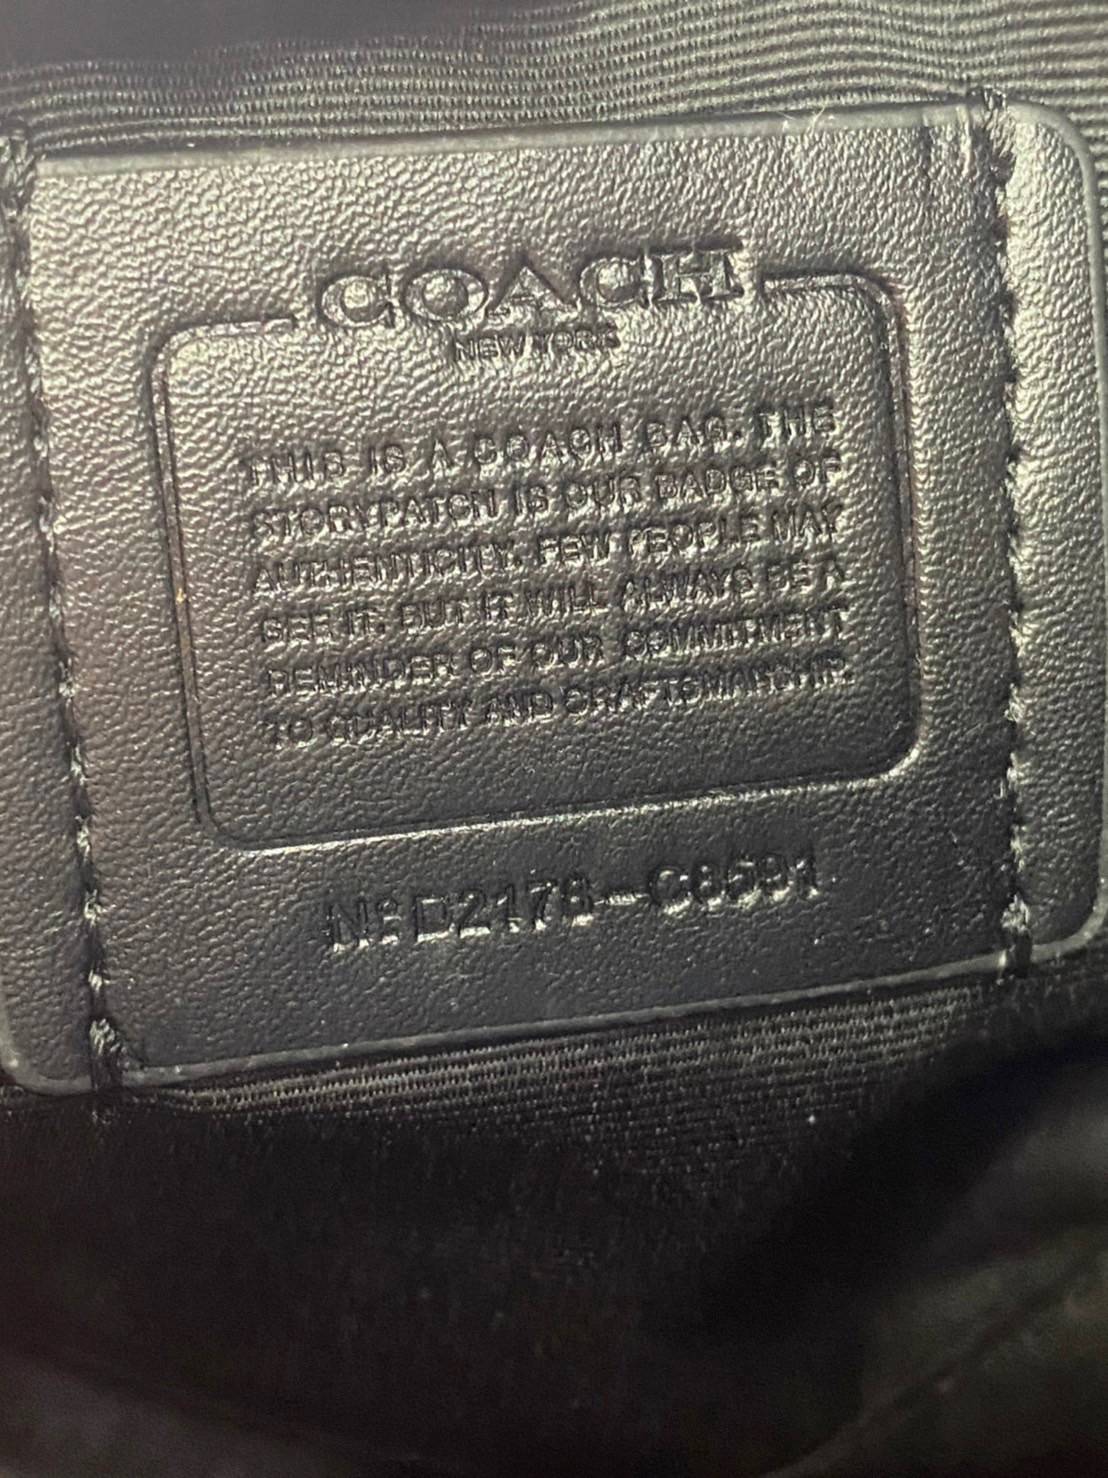 COACH
NEW YORK
THIS IS A COACH BAG. THE
STORYPATCH IS OUR BADGE OF
AUTHENTICITY. FEW PEOPLE MAY
SEE IT. BUT IT WILL ALWAYS BE A
REMINDER OF OUR COMMITMENT
TO QUALITY AND CRAFTSMANSHIP.
Nº D2178-C8591